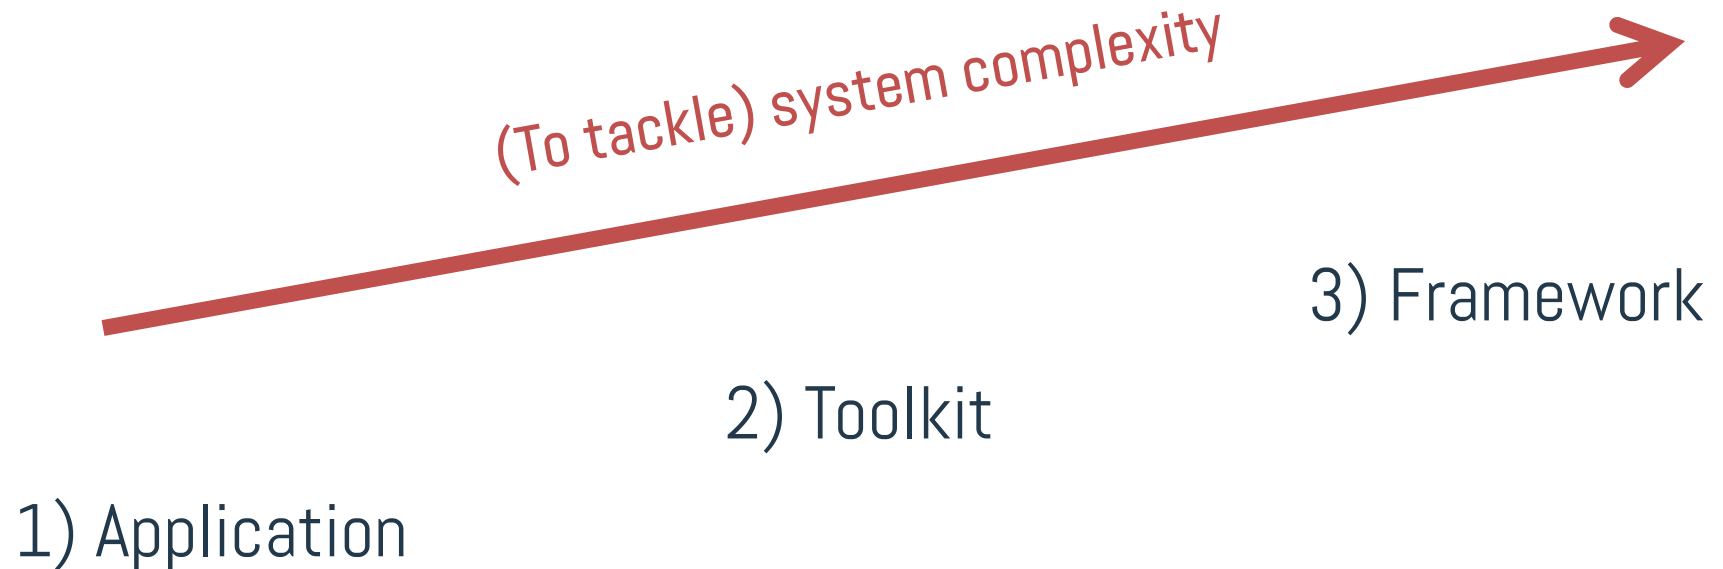 (To tackle) system complexity
3) Framework
2) Toolkit
1) Application